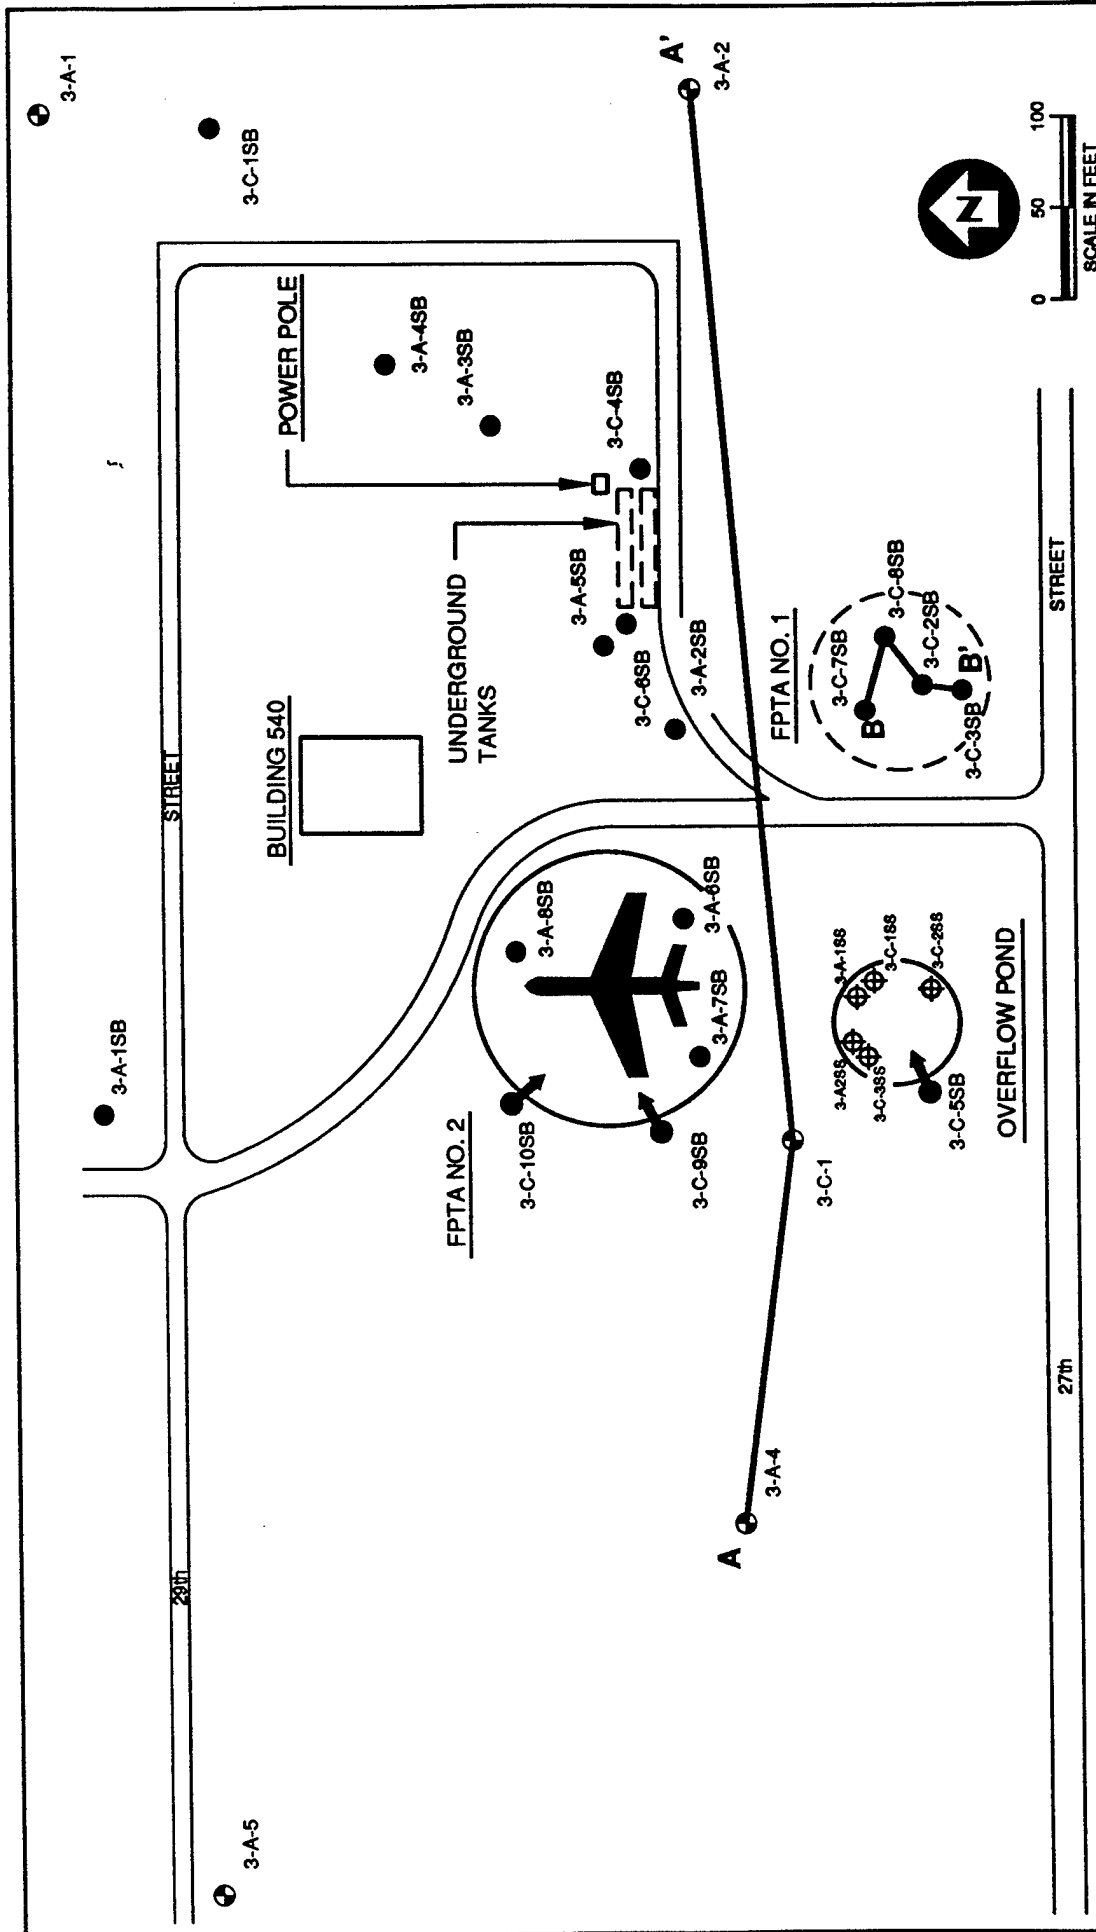 3-A-1
3-C-1SB
3-A-1SB
3-A-5
29th
STREET
POWER POLE
3-A-4SB
3-A-3SB
3-C-4SB
BUILDING 540
UNDERGROUND
TANKS
3-A-5SB
3-C-6SB
3-A-2SB
A'
3-A-2
FPTA NO. 2
3-C-10SB
3-C-9SB
3-A-8SB
3-A-7SB
3-A-6SB
FPTA NO. 1
3-C-7SB
3-C-8SB
3-C-2SB
3-C-3SB
B
B'
A
3-A-4
3-C-1
3-A2SS
3-C-3SS
3-A-1SS
3-C-1SS
3-C-2SS
3-C-5SB
OVERFLOW POND
27th
STREET
N
0
50
100
SCALE IN FEET